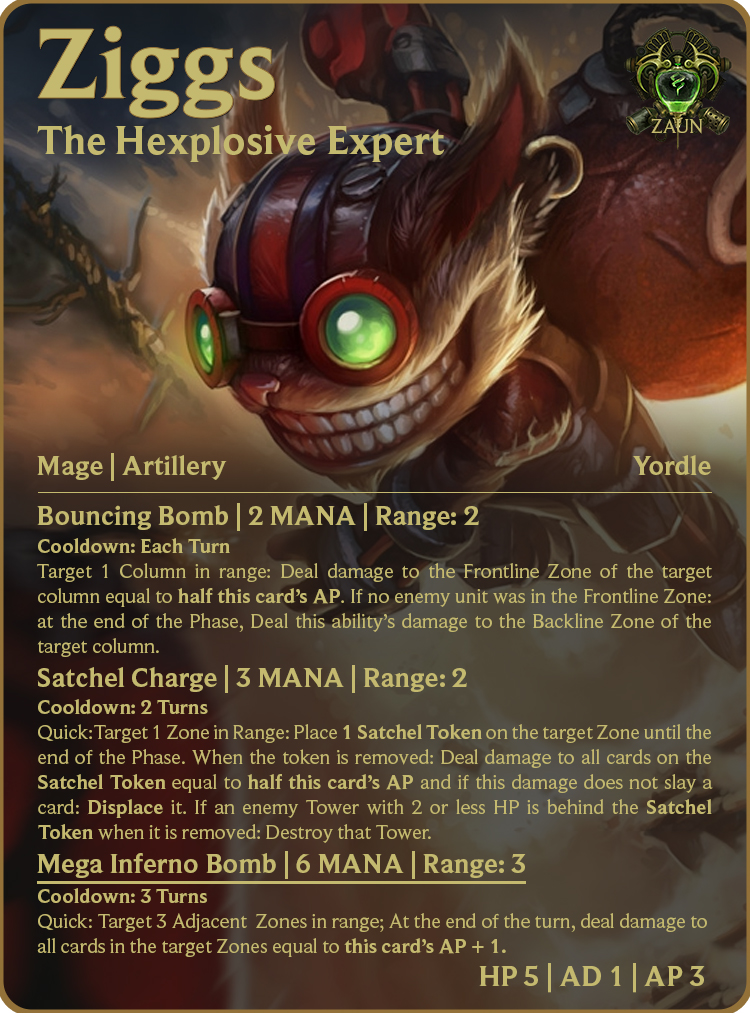 Ziggs
ZAUN
The Hexplosive Expert
Mage | Artillery
Yordle
Bouncing Bomb | 2 MANA | Range: 2
Cooldown: Each Turn
Target 1 Column in range: Deal damage to the Frontline Zone of the target
column equal to half this card's AP. If no enemy unit was in the Frontline Zone:
at the end of the Phase, Deal this ability's damage to the Backline Zone of the
target column.
Satchel Charge | 3 MANA | Range: 2
Cooldown: 2 Turns
Quick:Target 1 Zone in Range: Place 1 Satchel Token on the target Zone until the
end of the Phase. When the token is removed: Deal damage to all cards on the
Satchel Token equal to half this card's AP and if this damage does not slay a
card: Displace it. If an enemy Tower with 2 or less HP is behind the Satchel
Token when it is removed: Destroy that Tower.
Mega Inferno Bomb | 6 MANA | Range: 3
Cooldown: 3 Turns
Quick: Target 3 Adjacent Zones in range; At the end of the turn, deal damage to
all cards in the target Zones equal to this card's AP + 1.
HP 5 | AD 1 | AP 3